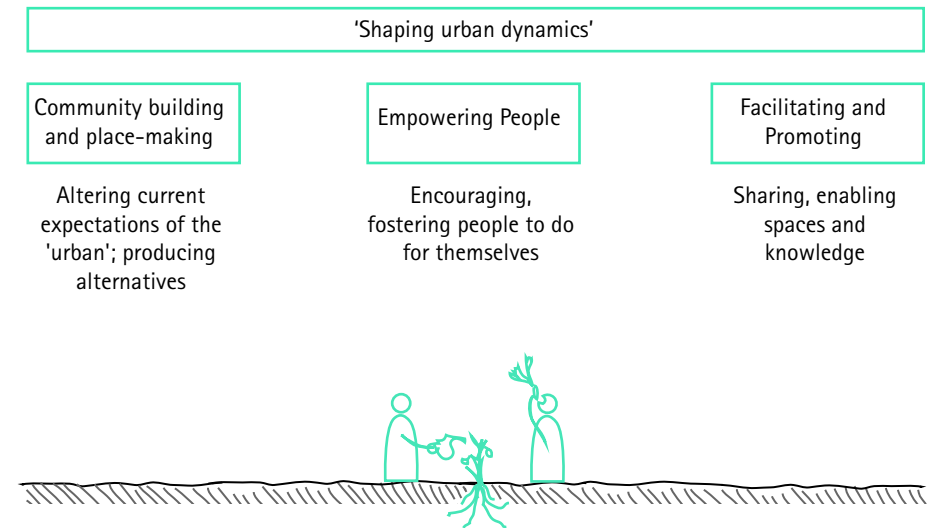 ‘Shaping urban dynamics’
Community building
and place-making
Altering current
expectations of the
'urban'; producing
alternatives
Empowering People
Encouraging,
fostering people to do
for themselves
Facilitating and
Promoting
Sharing, enabling
spaces and
knowledge